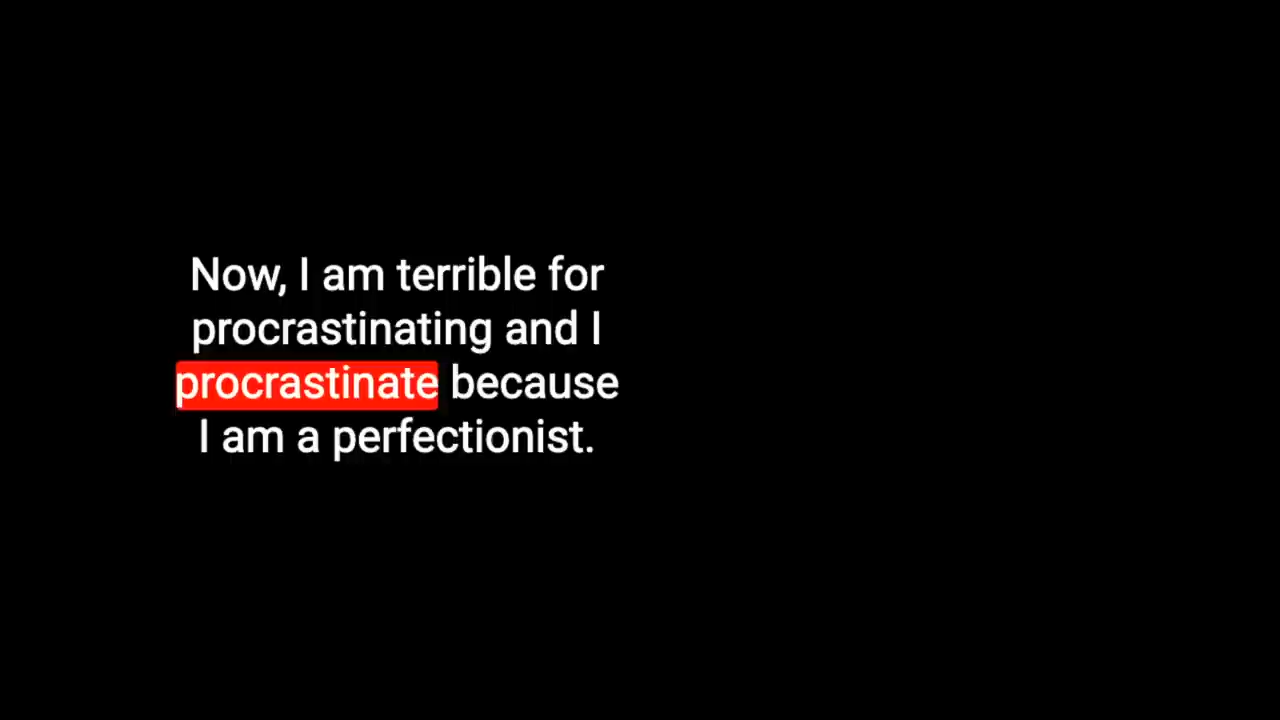 Now, I am terrible for
procrastinating and I
procrastinate because
I am a perfectionist.